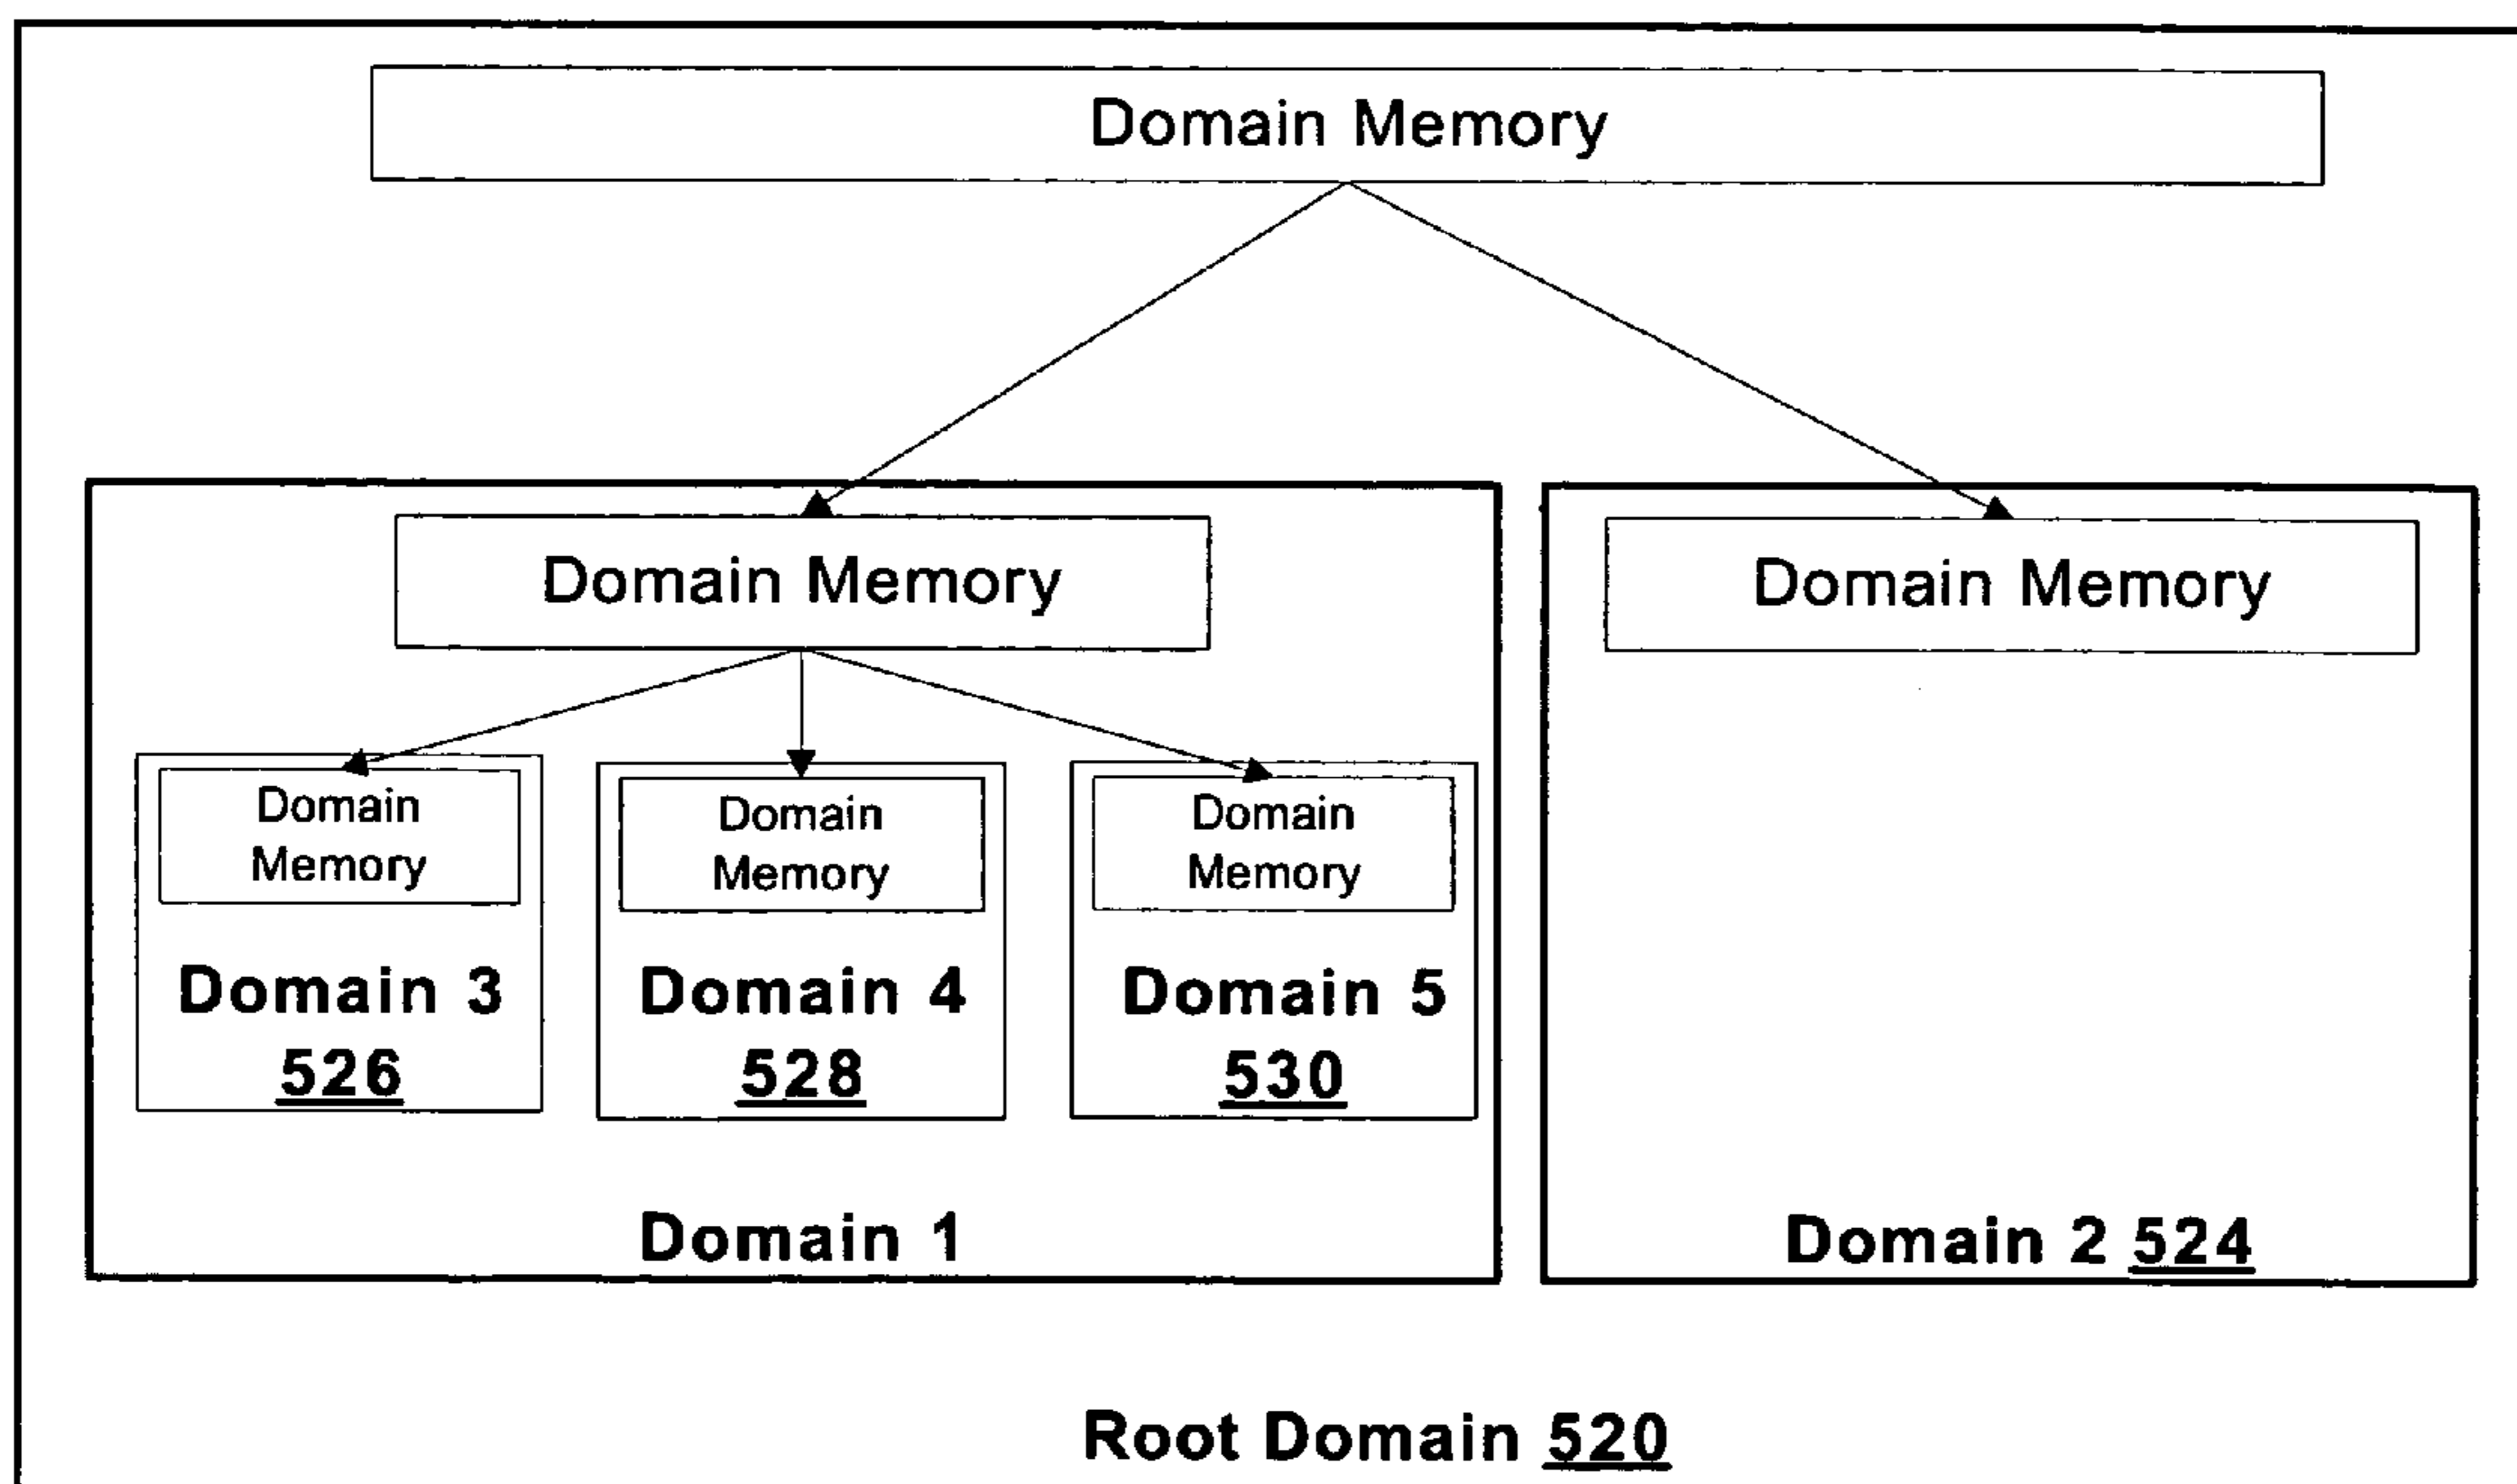 Domain Memory
Domain Memory
Domain Memory
Domain
Memory
Domain 3
526
Domain
Memory
Domain 4
528
Domain
Memory
Domain 5
530
Domain 1
Domain 2 524
Root Domain 520